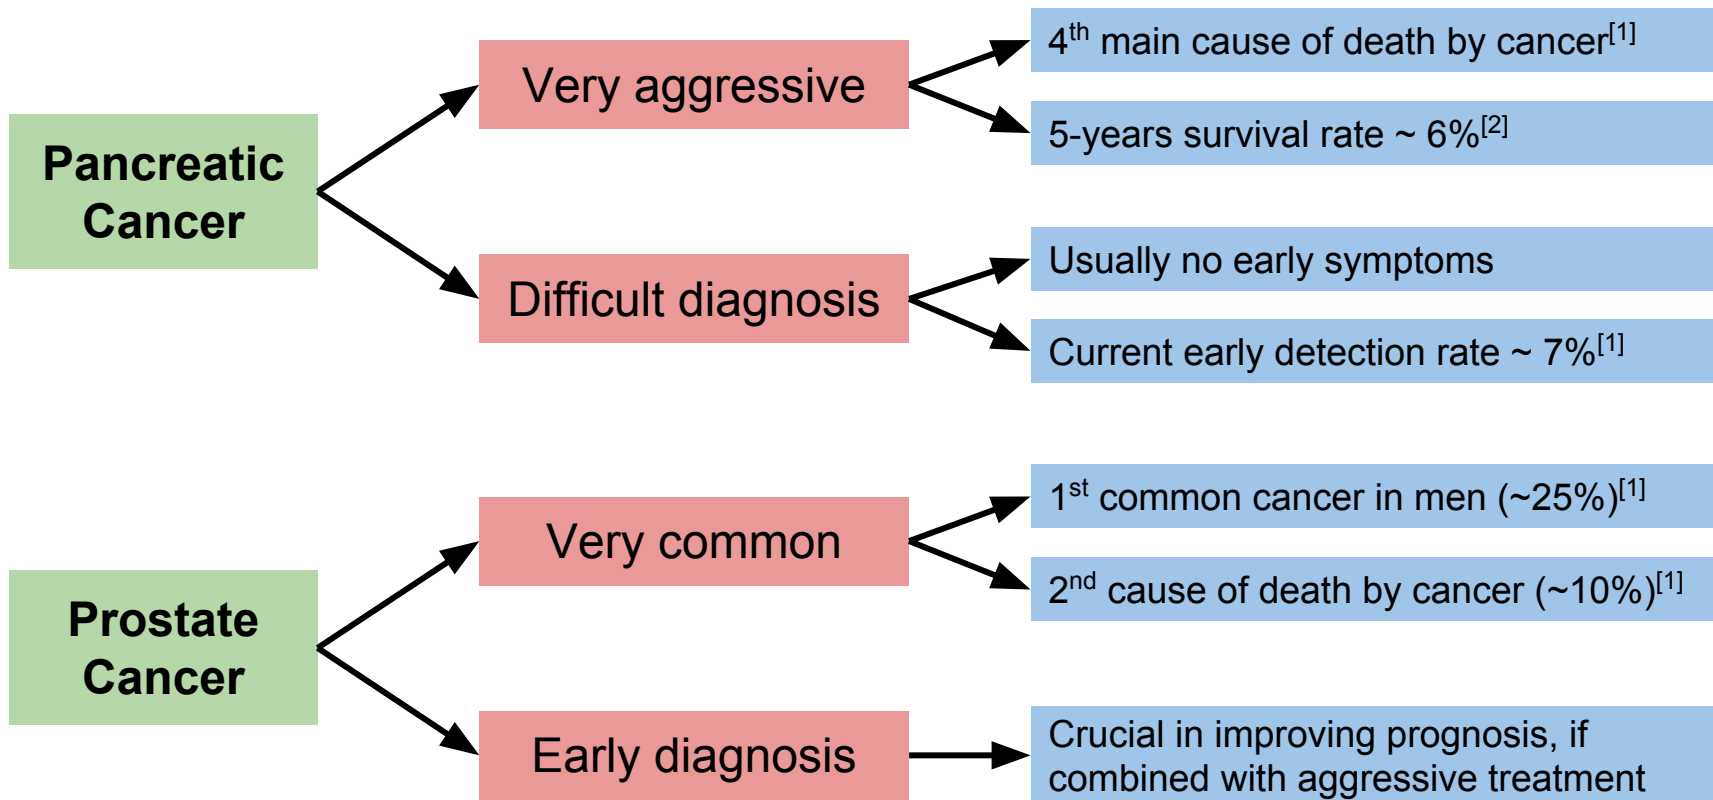 Pancreatic
Cancer
Very aggressive
4th main cause of death by cancer[1]
5-years survival rate ~ 6%[2]
Difficult diagnosis
Usually no early symptoms
Current early detection rate ~ 7%[1]
Prostate
Cancer
Very common
1st common cancer in men (~25%)[1]
2nd cause of death by cancer (~10%)[1]
Early diagnosis
Crucial in improving prognosis, if
combined with aggressive treatment